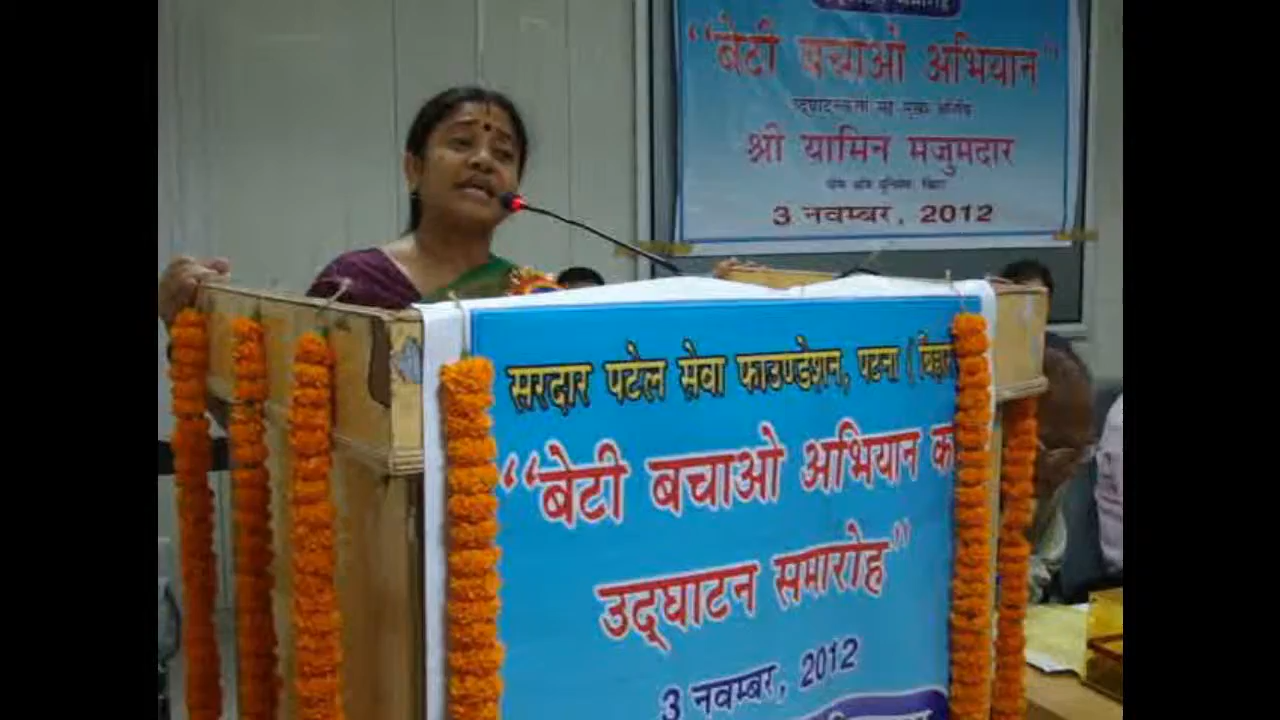 “बेटी बचाओ अभियान”
श्री यामिन मजुमदार
3 नवम्बर, 2012
सरदार पटेल सेवा फाउण्डेशन, पटना (बिहार
“बेटी बचाओ अभियान का
उद्घाटन समारोह”
3 नवम्बर, 2012